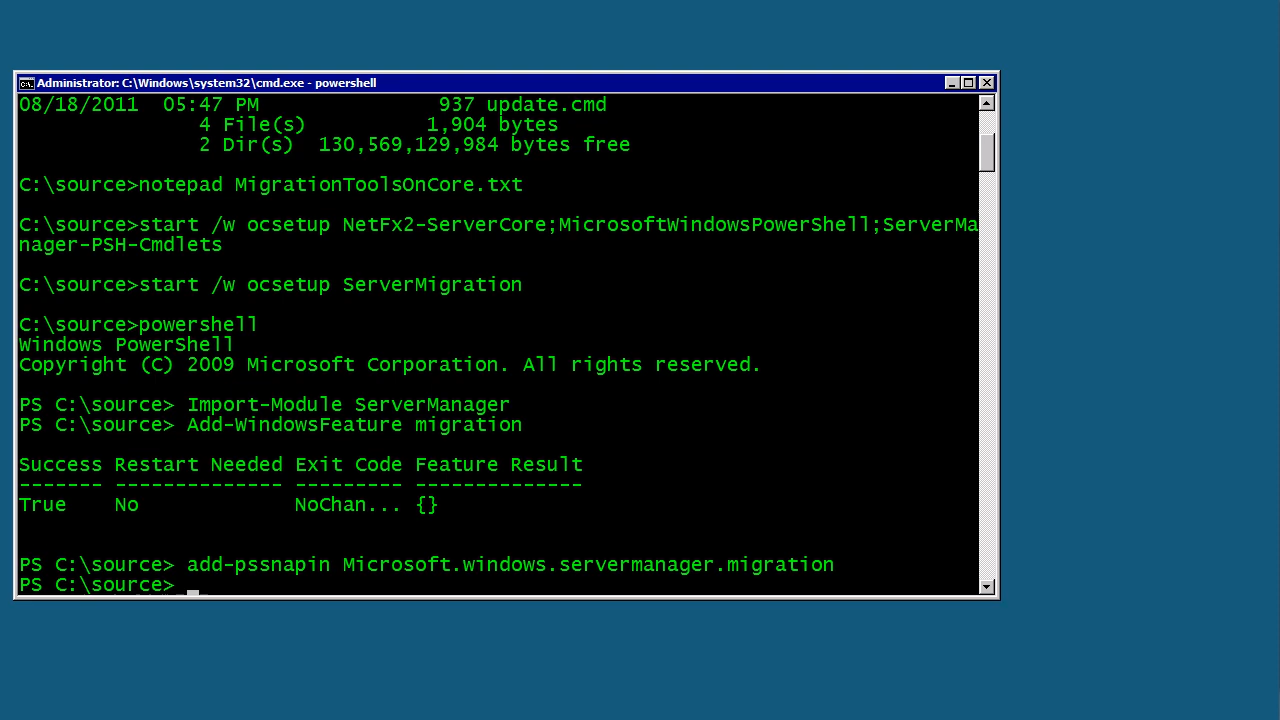 Administrator: C:\Windows\system32\cmd.exe - powershell
08/18/2011  05:47 PM               937 update.cmd
               4 File(s)          1,904 bytes
               2 Dir(s)  130,569,129,984 bytes free
C:\source>notepad MigrationToolsOnCore.txt
C:\source>start /w ocsetup NetFx2-ServerCore;MicrosoftWindowsPowerShell;ServerMa
nager-PSH-Cmdlets
C:\source>start /w ocsetup ServerMigration
C:\source>powershell
Windows PowerShell
Copyright (C) 2009 Microsoft Corporation. All rights reserved.
PS C:\source> Import-Module ServerManager
PS C:\source> Add-WindowsFeature migration
Success Restart Needed Exit Code Feature Result
------- -------------- --------- --------------
True    No             NoChan... {}
PS C:\source> add-pssnapin Microsoft.windows.servermanager.migration
PS C:\source>